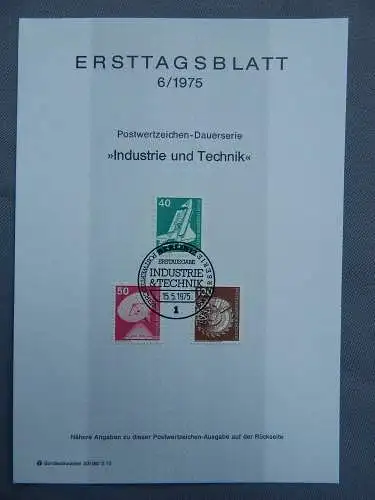 ERSTTAGSBLATT
6/1975
Postwertzeichen-Dauerserie
»Industrie und Technik«
40
ERSTAUSGABE
INDUSTRIE
& TECHNIK
15.5.1975
1
50
Nähere Angaben zu dieser Postwertzeichen-Ausgabe auf der Rückseite